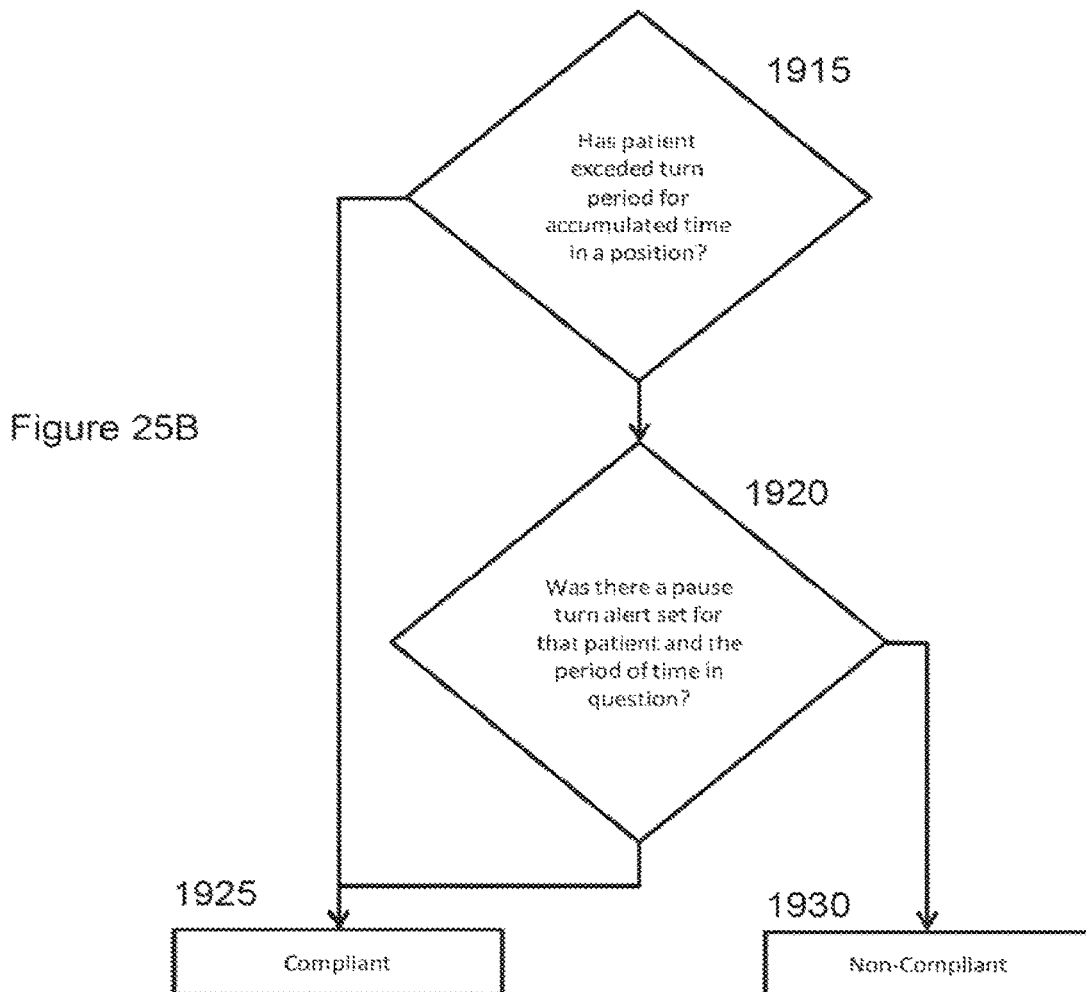 1915
Has patient
exceded turn
period for
accumulated time
in a position?
Figure 25B
1920
Was there a pause
turn alert set for
that patient and the
period of time in
question?
1925
Compliant
1930
Non-Compliant